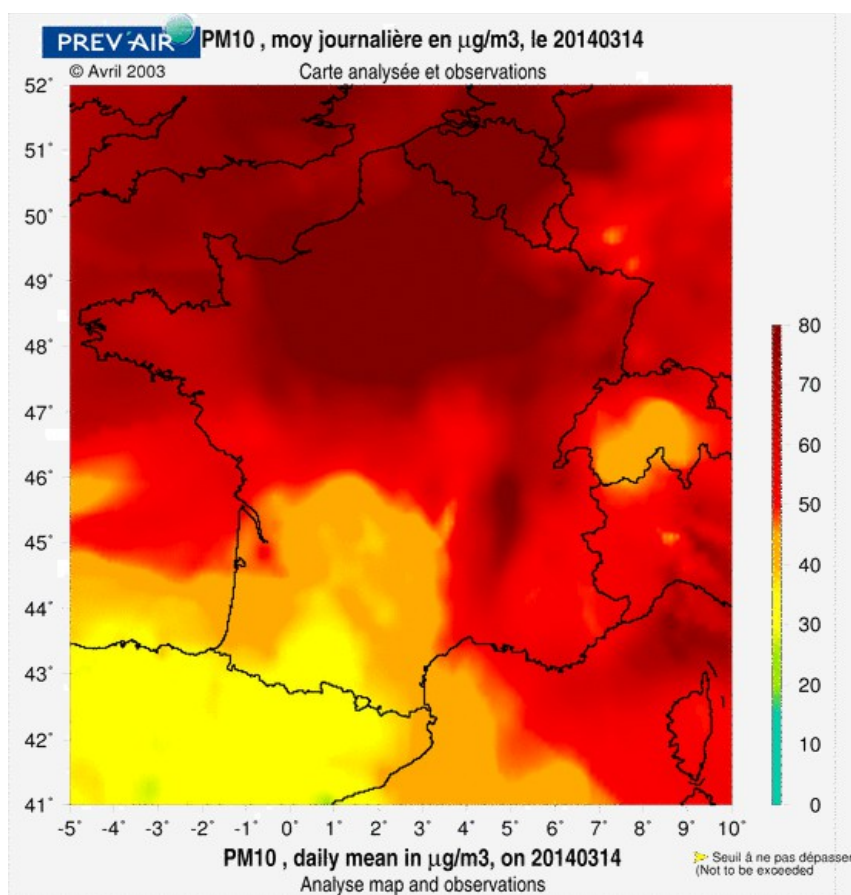 PREV'AIR
PM10 , moy journalière en µg/m3, le 20140314
© Avril 2003
Carte analysée et observations
52°
51°
50°
49°
48°
47°
46°
45°
44°
43°
42°
41°
80
70
60
50
40
30
20
10
0
-5° -4° -3° -2° -1° 0° 1° 2° 3° 4° 5° 6° 7° 8° 9° 10°
PM10 , daily mean in µg/m3, on 20140314
Analyse map and observations
Seuil à ne pas dépasser
(Not to be exceeded